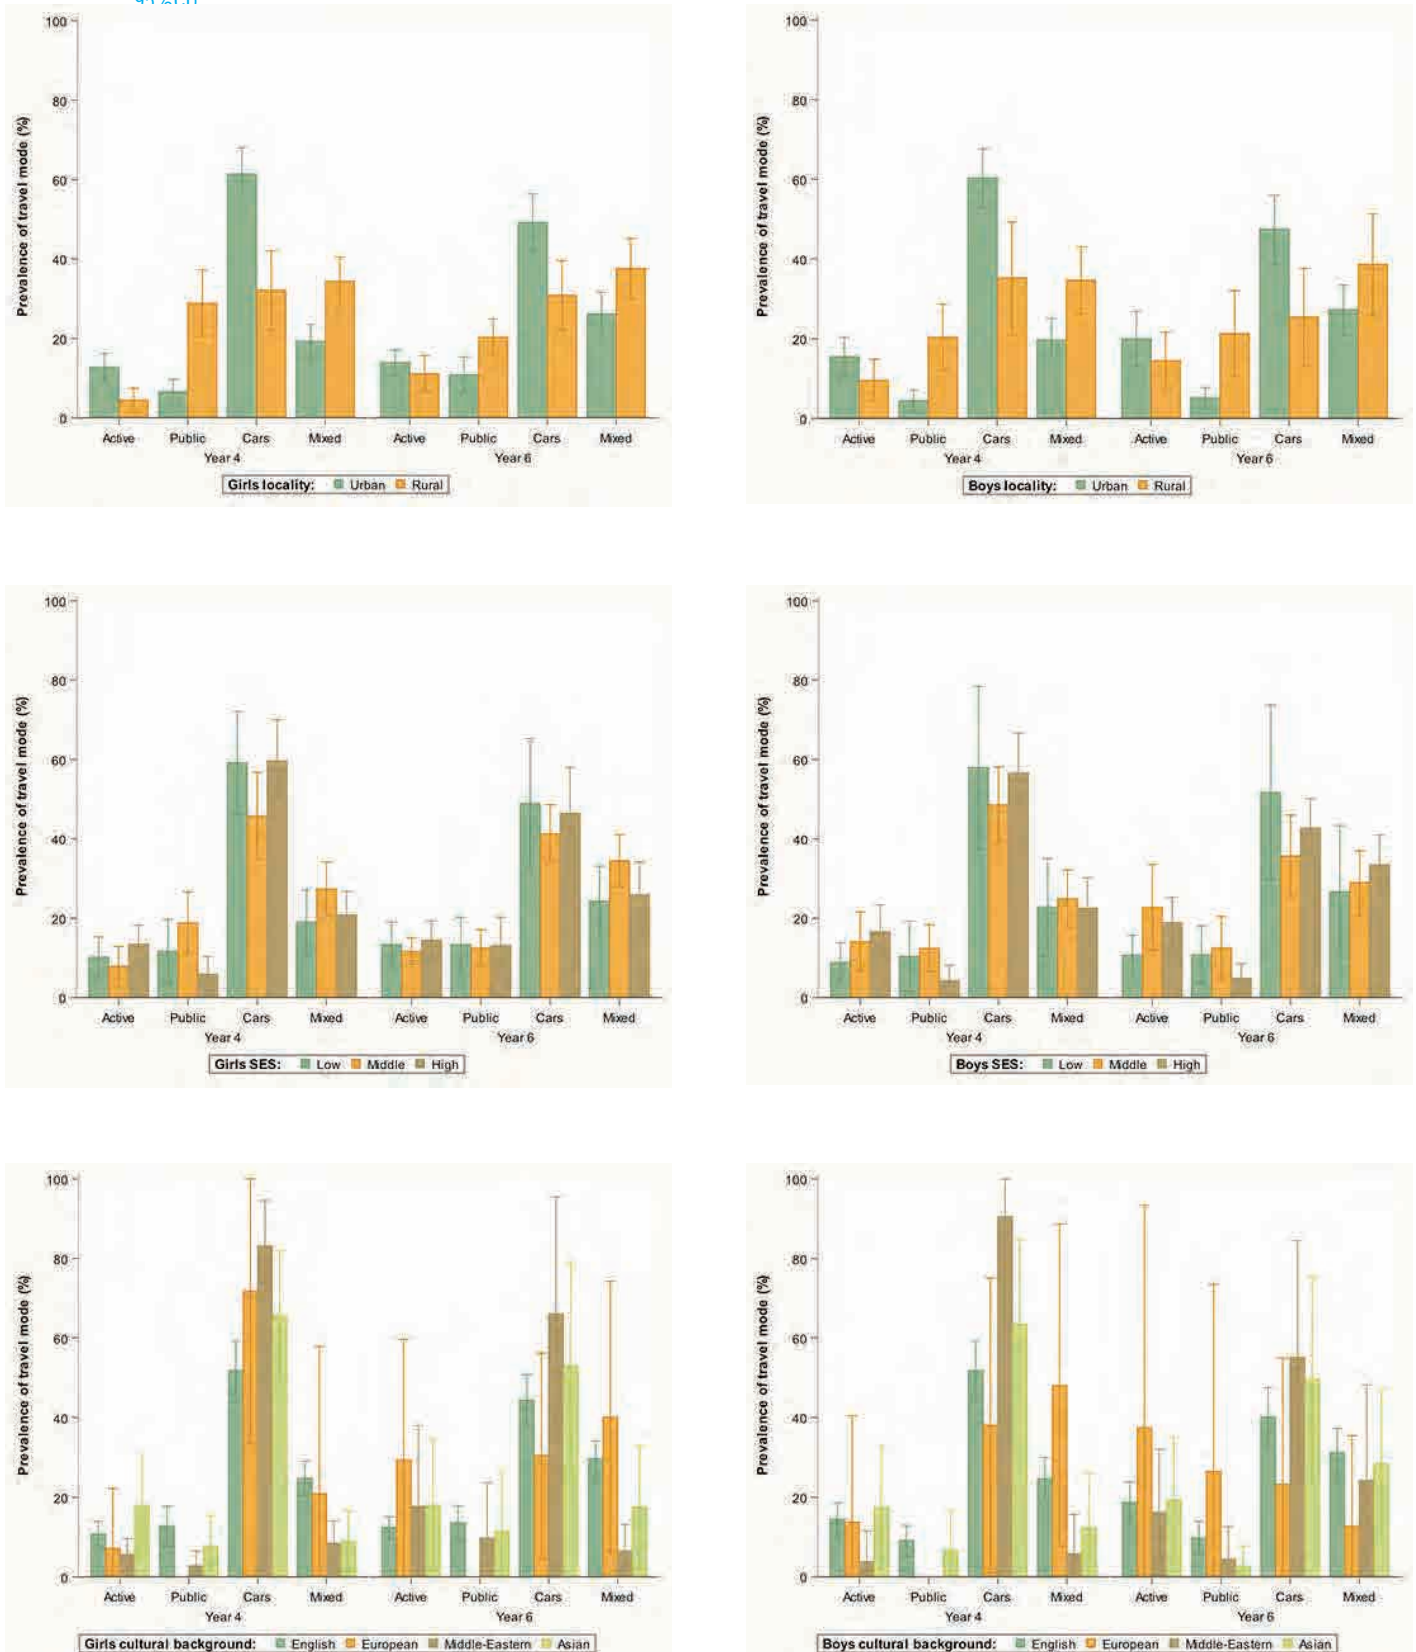 100
80
60
40
20
0
Prevalence of travel mode (%)
Active Public Cars Mixed Active Public Cars Mixed
Year 4 Year 6
Girls locality: Urban Rural
100
80
60
40
20
0
Prevalence of travel mode (%)
Active Public Cars Mixed Active Public Cars Mixed
Year 4 Year 6
Boys locality: Urban Rural
100
80
60
40
20
0
Prevalence of travel mode (%)
Active Public Cars Mixed Active Public Cars Mixed
Year 4 Year 6
Girls SES: Low Middle High
100
80
60
40
20
0
Prevalence of travel mode (%)
Active Public Cars Mixed Active Public Cars Mixed
Year 4 Year 6
Boys SES: Low Middle High
100
80
60
40
20
0
Prevalence of travel mode (%)
Active Public Cars Mixed Active Public Cars Mixed
Year 4 Year 6
Girls cultural background: English European Middle-Eastern Asian
100
80
60
40
20
0
Prevalence of travel mode (%)
Active Public Cars Mixed Active Public Cars Mixed
Year 4 Year 6
Boys cultural background: English European Middle-Eastern Asian